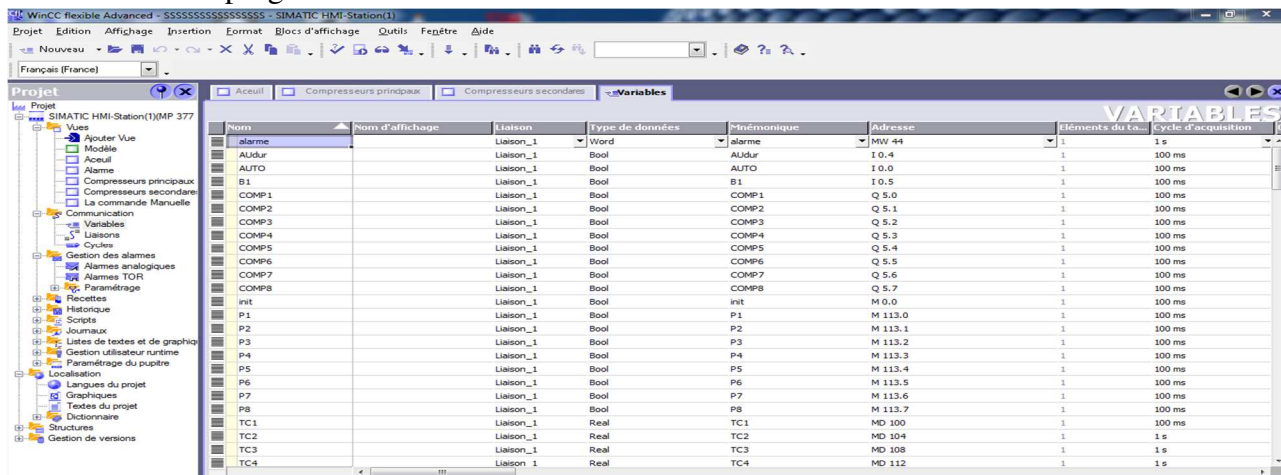 WinCC flexible Advanced - SSSSSSSSSSSSSSSSS - SIMATIC HMI-Station(1)
Projet Edition Affichage Insertion Format Blocs d'affichage Outils Fenêtre Aide
Nouveau
Français (France)
Projet
Projet
SIMATIC HMI-Station(1)(MP 377
Vues
Ajouter Vue
Modèle
Aceuil
Alarme
Compresseurs principaux
Compresseurs secondares
La commande Manuelle
Communication
Variables
Liaisons
Cycles
Gestion des alarmes
Alarmes analogiques
Alarmes TOR
Paramétrage
Recettes
Historique
Scripts
Journaux
Listes de textes et de graphiq
Gestion utilisateur runtime
Paramétrage du pupitre
Localisation
Langues du projet
Graphiques
Textes du projet
Dictionnaire
Structures
Gestion de versions
Aceuil Compresseurs principaux Compresseurs secondares Variables
VARIABLES
Nom Nom d'affichage Liaison Type de données Mnémonique Adresse Eléments du ta... Cycle d'acquisition
alarme Liaison_1 Word alarme MW 44 1 1 s
AUdur Liaison_1 Bool AUdur I 0.4 1 100 ms
AUTO Liaison_1 Bool AUTO I 0.0 1 100 ms
B1 Liaison_1 Bool B1 I 0.5 1 100 ms
COMP1 Liaison_1 Bool COMP1 Q 5.0 1 100 ms
COMP2 Liaison_1 Bool COMP2 Q 5.1 1 100 ms
COMP3 Liaison_1 Bool COMP3 Q 5.2 1 100 ms
COMP4 Liaison_1 Bool COMP4 Q 5.3 1 100 ms
COMP5 Liaison_1 Bool COMP5 Q 5.4 1 100 ms
COMP6 Liaison_1 Bool COMP6 Q 5.5 1 100 ms
COMP7 Liaison_1 Bool COMP7 Q 5.6 1 100 ms
COMP8 Liaison_1 Bool COMP8 Q 5.7 1 100 ms
init Liaison_1 Bool init M 0.0 1 100 ms
P1 Liaison_1 Bool P1 M 113.0 1 100 ms
P2 Liaison_1 Bool P2 M 113.1 1 100 ms
P3 Liaison_1 Bool P3 M 113.2 1 100 ms
P4 Liaison_1 Bool P4 M 113.3 1 100 ms
P5 Liaison_1 Bool P5 M 113.4 1 100 ms
P6 Liaison_1 Bool P6 M 113.5 1 100 ms
P7 Liaison_1 Bool P7 M 113.6 1 100 ms
P8 Liaison_1 Bool P8 M 113.7 1 100 ms
TC1 Liaison_1 Real TC1 MD 100 1 100 ms
TC2 Liaison_1 Real TC2 MD 104 1 1 s
TC3 Liaison_1 Real TC3 MD 108 1 1 s
TC4 Liaison_1 Real TC4 MD 112 1 1 s